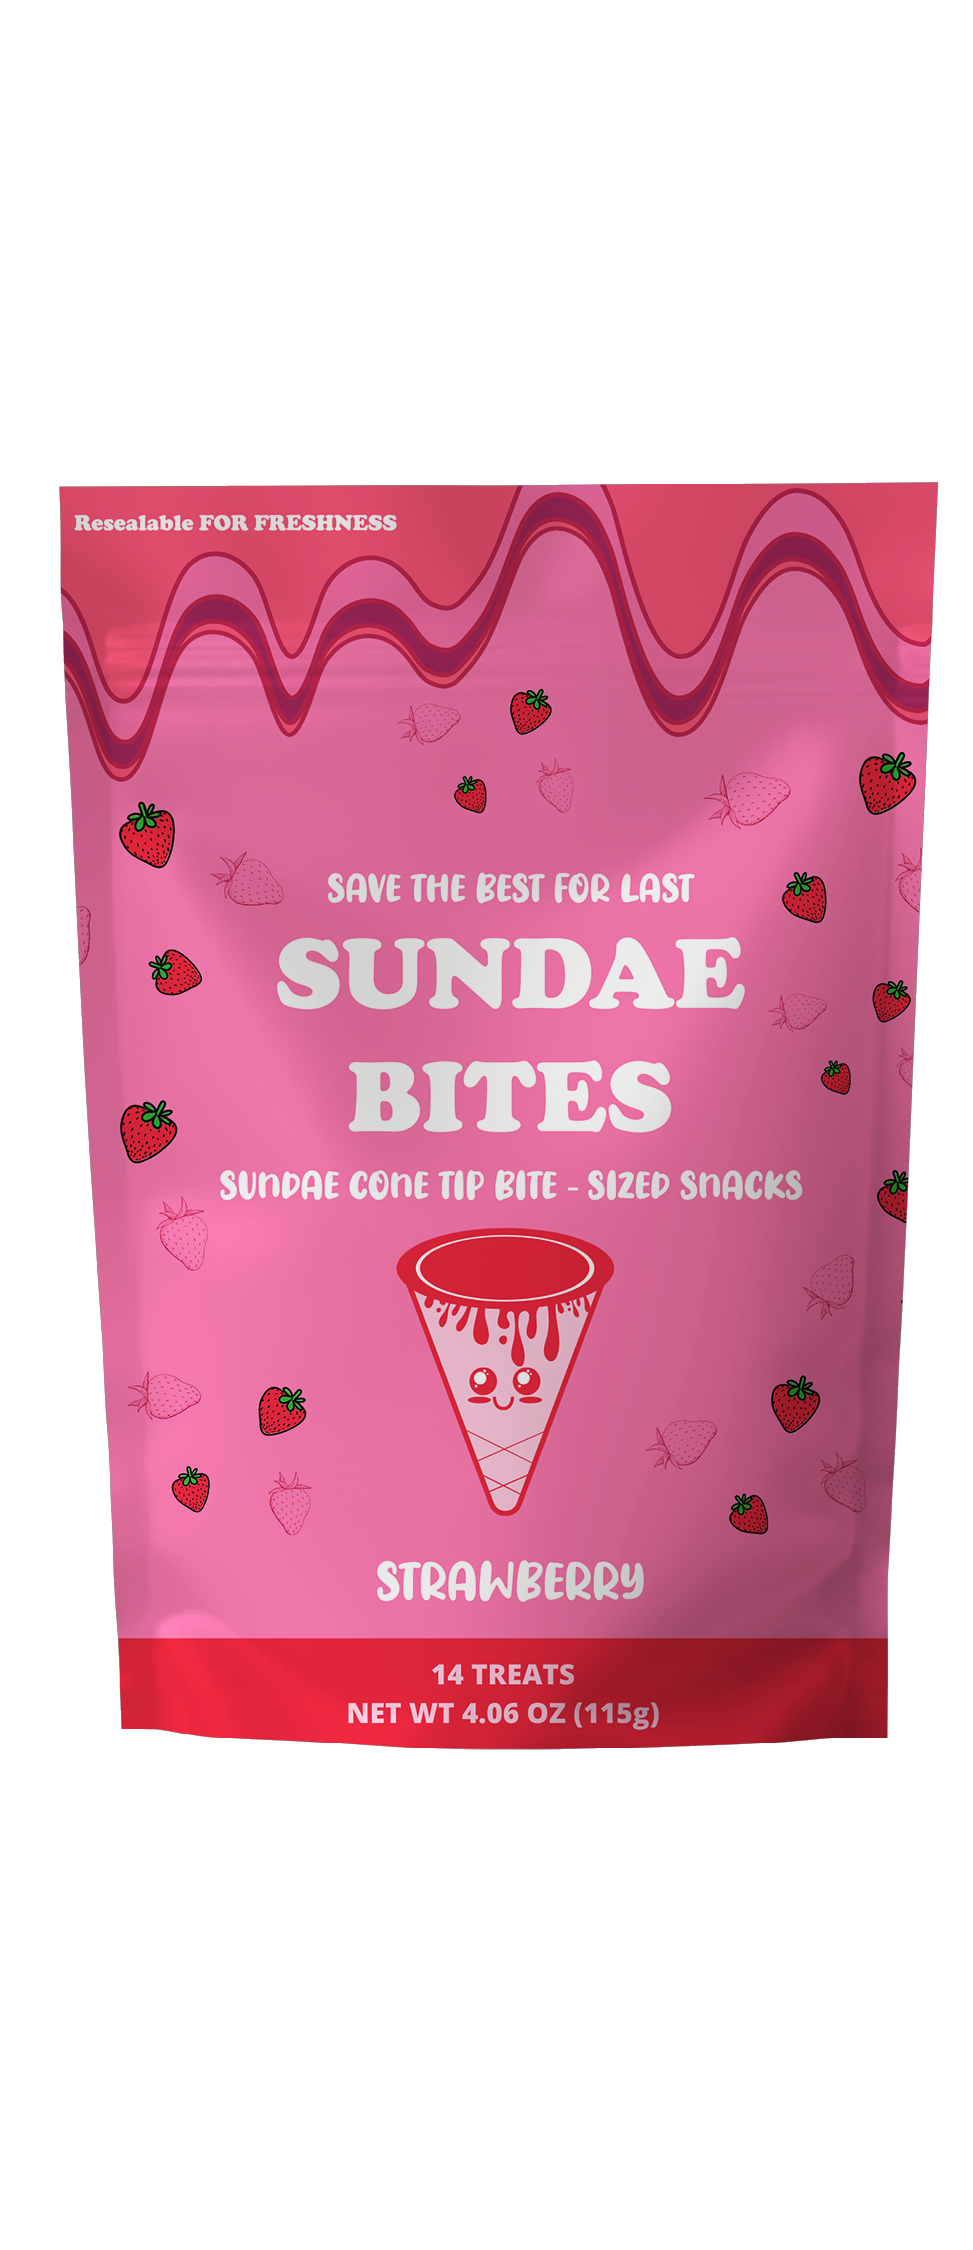 Resealable FOR FRESHNESS
SAVE THE BEST FOR LAST
SUNDAE
BITES
SUNDAE CONE TIP BITE - SIZED SNACKS
STRAWBERRY
14 TREATS
NET WT 4.06 OZ (115g)